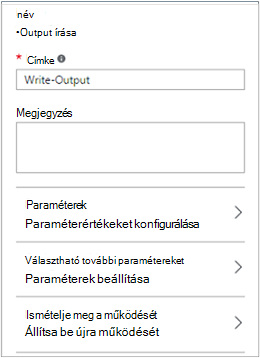 név
•Output írása
* Címke
Write-Output
Megjegyzés
Paraméterek
Paraméterértékeket konfigurálása
Választható további paramétereket
Paraméterek beállítása
Ismételje meg a működését
Állítsa be újra működését